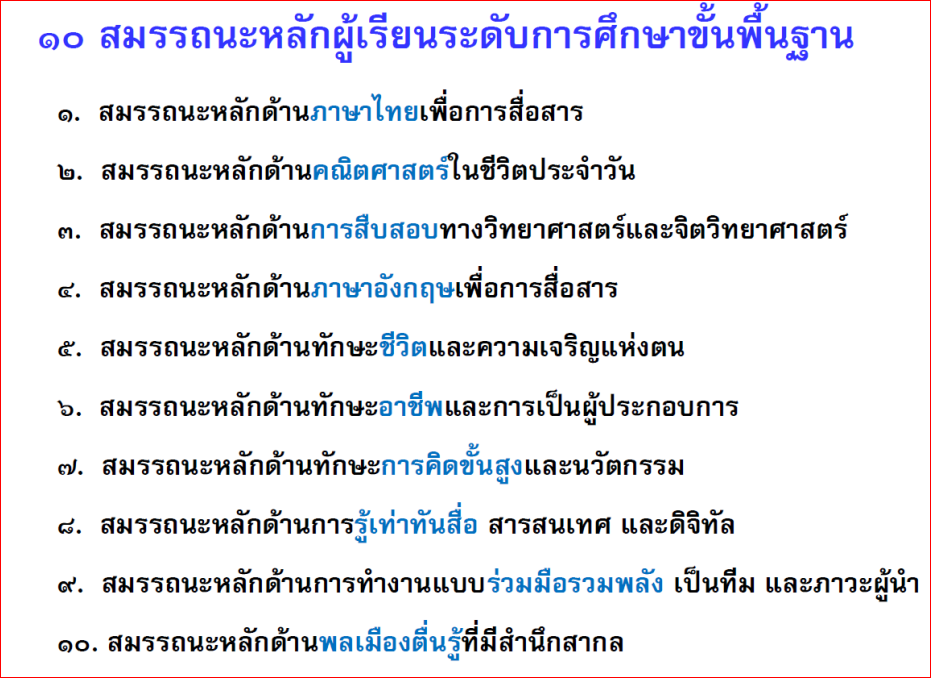 ๑๐ สมรรถนะหลักผู้เรียนระดับการศึกษาขั้นพื้นฐาน
๑. สมรรถนะหลักด้านภาษาไทยเพื่อการสื่อสาร
๒. สมรรถนะหลักด้านคณิตศาสตร์ในชีวิตประจำวัน
๓. สมรรถนะหลักด้านการสืบสอบทางวิทยาศาสตร์และจิตวิทยาศาสตร์
๔. สมรรถนะหลักด้านภาษาอังกฤษเพื่อการสื่อสาร
๕. สมรรถนะหลักด้านทักษะชีวิตและความเจริญแห่งตน
๖. สมรรถนะหลักด้านทักษะอาชีพและการเป็นผู้ประกอบการ
๗. สมรรถนะหลักด้านทักษะการคิดขั้นสูงและนวัตกรรม
๘. สมรรถนะหลักด้านการรู้เท่าทันสื่อ สารสนเทศ และดิจิทัล
๙. สมรรถนะหลักด้านการทำงานแบบร่วมมือรวมพลัง เป็นทีม และภาวะผู้นำ
๑๐. สมรรถนะหลักด้านพลเมืองตื่นรู้ที่มีสำนึกสากล